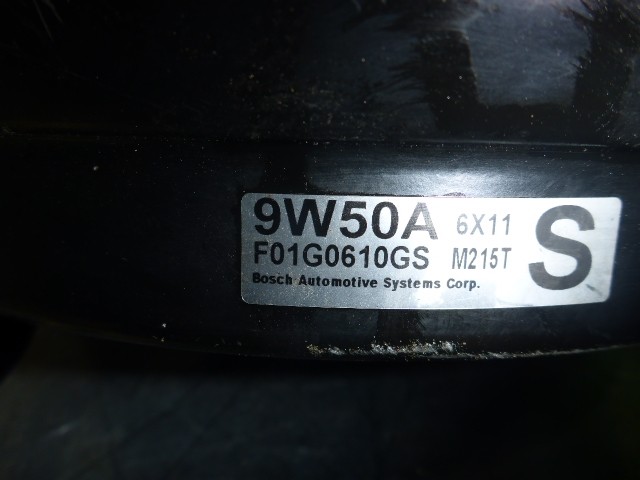 9W50A 6X11 S
F01G0610GS M215T
Bosch Automotive Systems Corp.